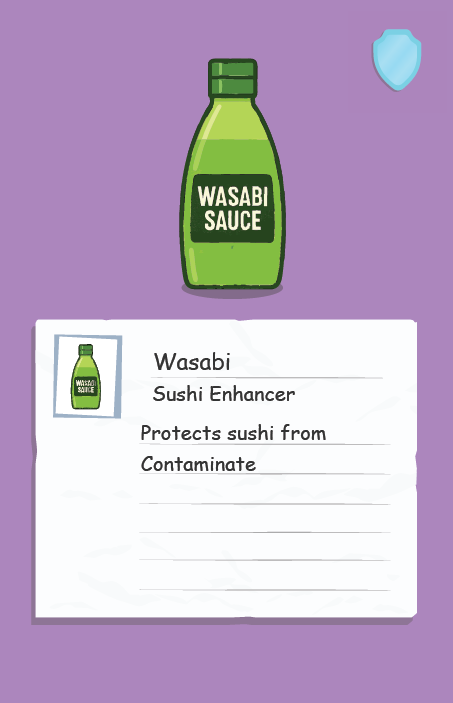 WASABI
SAUCE
WASABI
SAUCE
Wasabi
Sushi Enhancer
Protects sushi from
Contaminate